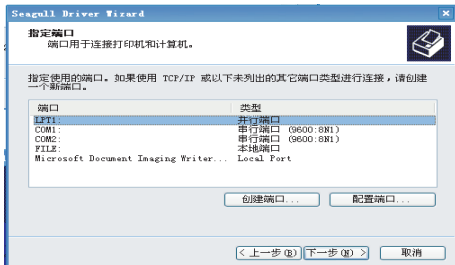 Seagull Driver Wizard
指定端口
端口用于连接打印机和计算机。
指定使用的端口。如果使用 TCP/IP 或以下未列出的其它端口类型进行连接，请创建
一个新端口。
端口 类型
LPT1: 并行端口
COM1: 串行端口 (9600:8N1)
COM2: 串行端口 (9600:8N1)
FILE: 本地端口
Microsoft Document Imaging Writer... Local Port
创建端口... 配置端口...
< 上一步(B) 下一步(N) > 取消